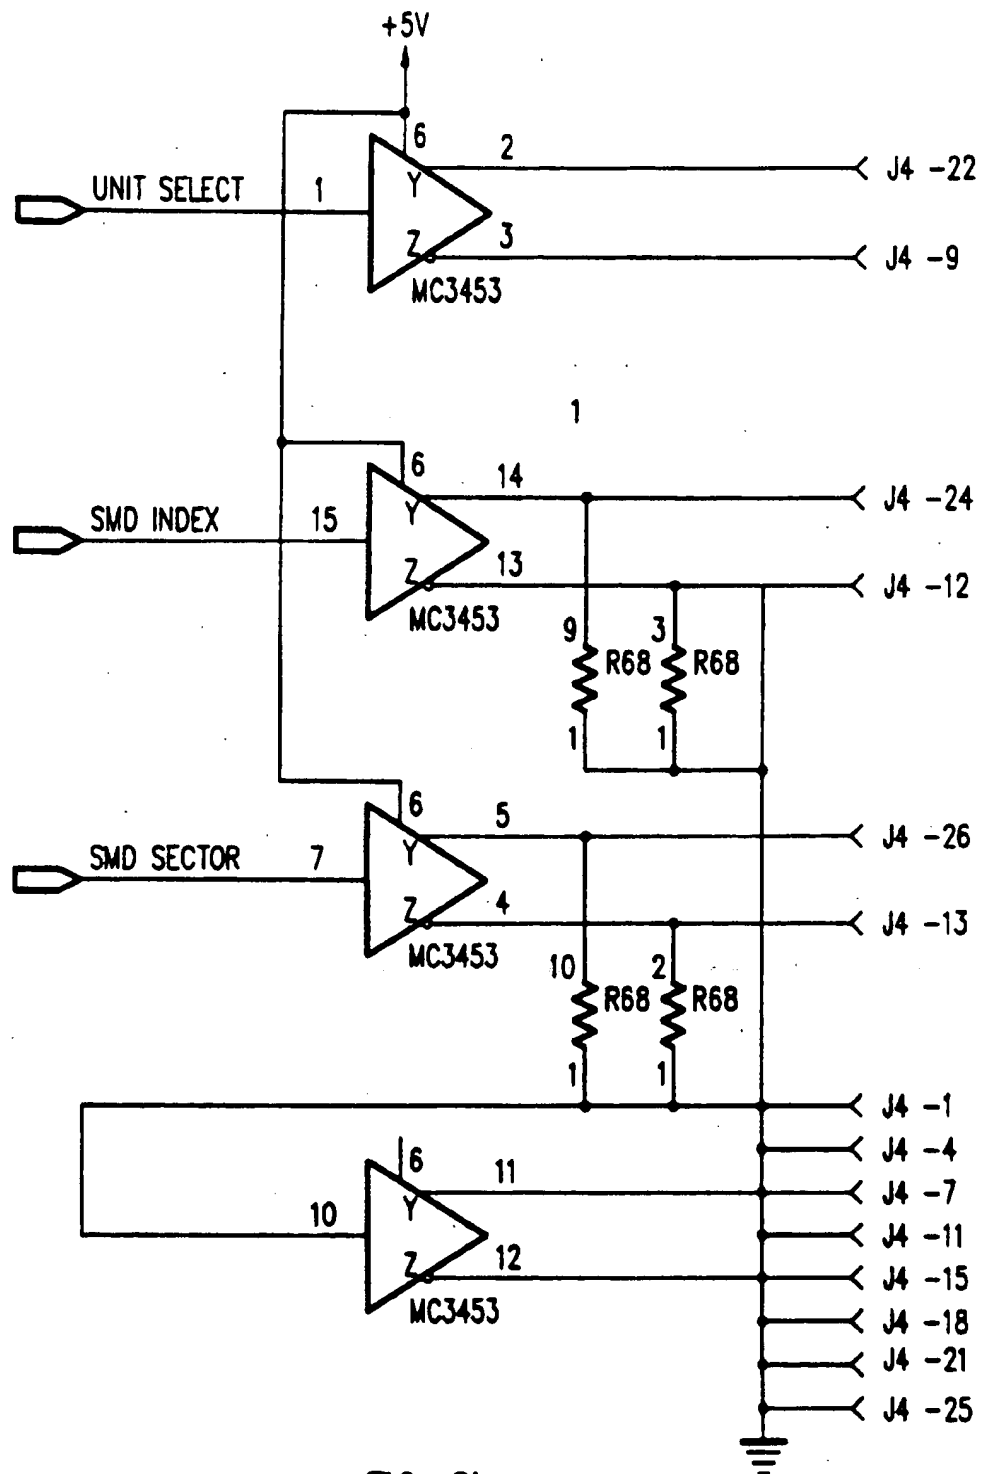 +5V
6
2
J4 -22
UNIT SELECT
1
Y
Z
3
J4 -9
MC3453
1
6
14
J4 -24
SMD INDEX
15
Y
Z
13
J4 -12
MC3453
9
R68
3
R68
1
1
6
5
J4 -26
SMD SECTOR
7
Y
Z
4
J4 -13
MC3453
10
R68
2
R68
1
1
J4 -1
J4 -4
6
11
J4 -7
Y
10
J4 -11
Z
12
J4 -15
MC3453
J4 -18
J4 -21
J4 -25